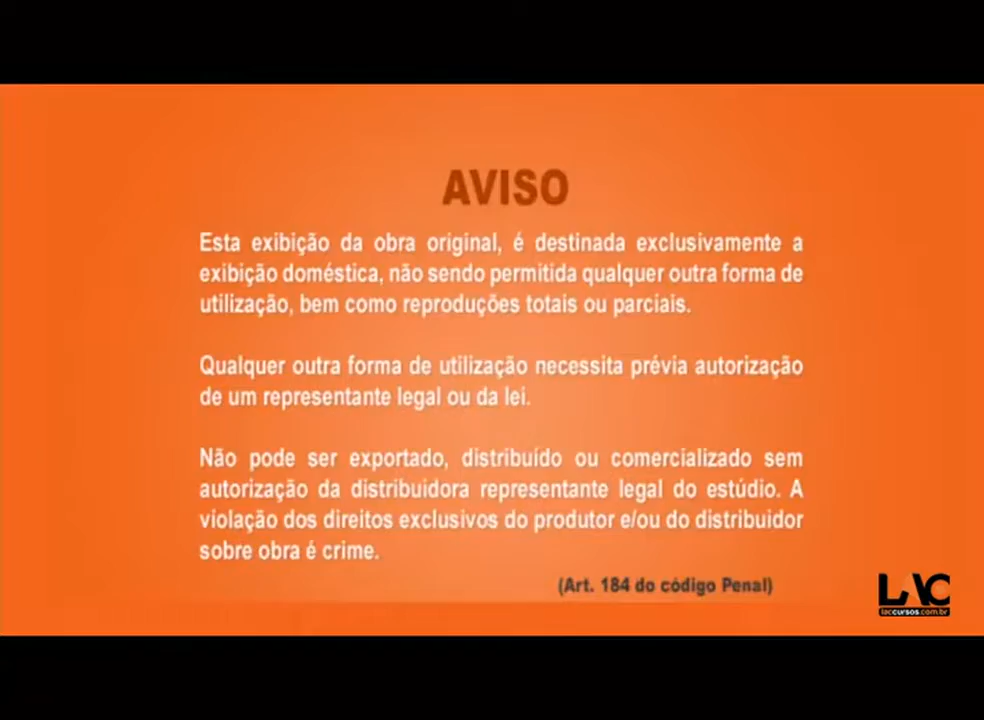 AVISO
Esta exibição da obra original, é destinada exclusivamente a
exibição doméstica, não sendo permitida qualquer outra forma de
utilização, bem como reproduções totais ou parciais.
Qualquer outra forma de utilização necessita prévia autorização
de um representante legal ou da lei.
Não pode ser exportado, distribuído ou comercializado sem
autorização da distribuidora representante legal do estúdio. A
violação dos direitos exclusivos do produtor e/ou do distribuidor
sobre obra é crime.
(Art. 184 do código Penal)
LAC
laccursos.com.br